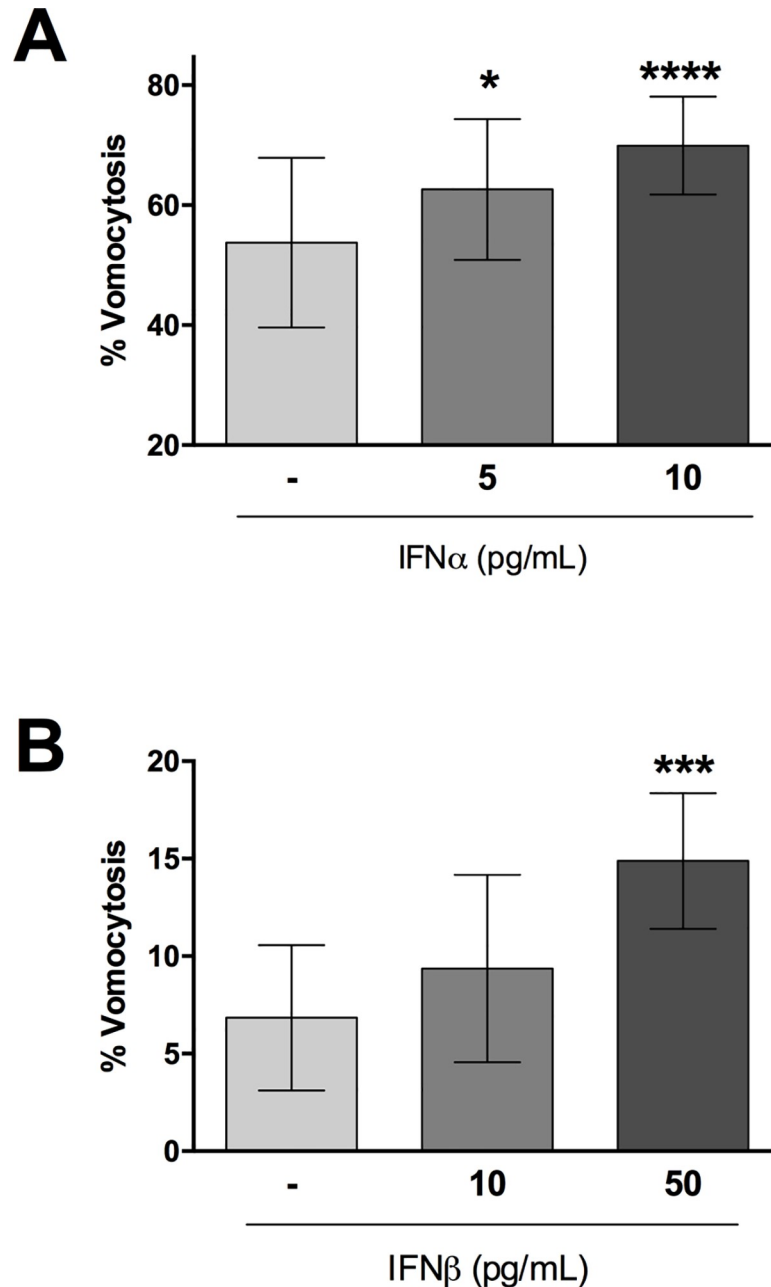 A
% Vomocytosis
80
60
40
20
*
****
- 5 10
IFNα (pg/mL)
B
% Vomocytosis
20
15
10
5
0
***
- 10 50
IFNβ (pg/mL)